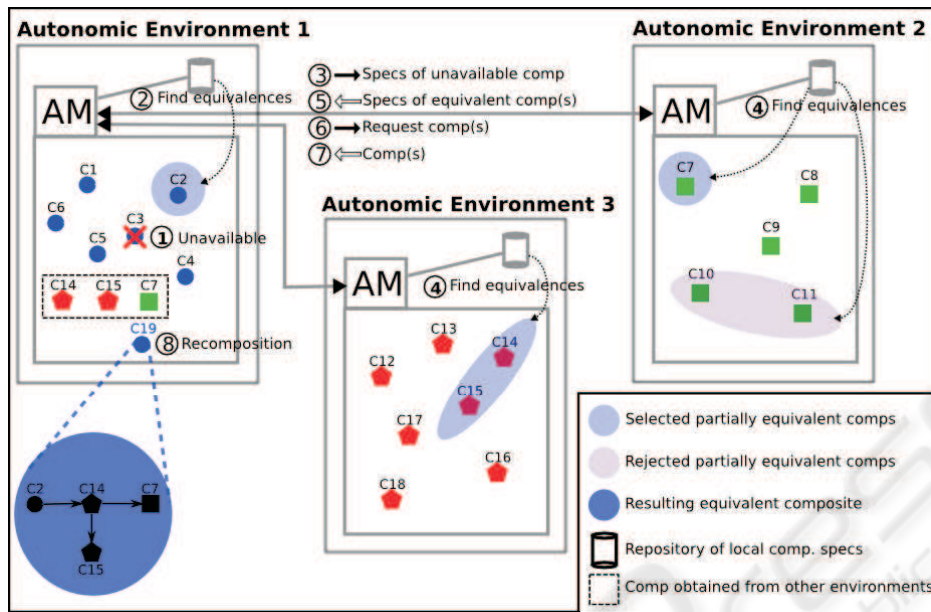 Autonomic Environment 1
AM
② Find equivalences
C1
C2
C6
C3
① Unavailable
C5
C4
C14 C15 C7
C19
⑧ Recomposition
C2 C14 C7
C15
③ Specs of unavailable comp
⑤ Specs of equivalent comp(s)
⑥ Request comp(s)
⑦ Comp(s)
Autonomic Environment 2
AM
④ Find equivalences
C7
C8
C9
C10
C11
Autonomic Environment 3
AM
④ Find equivalences
C13
C14
C12
C15
C17
C16
C18
Selected partially equivalent comps
Rejected partially equivalent comps
Resulting equivalent composite
Repository of local comp. specs
Comp obtained from other environments